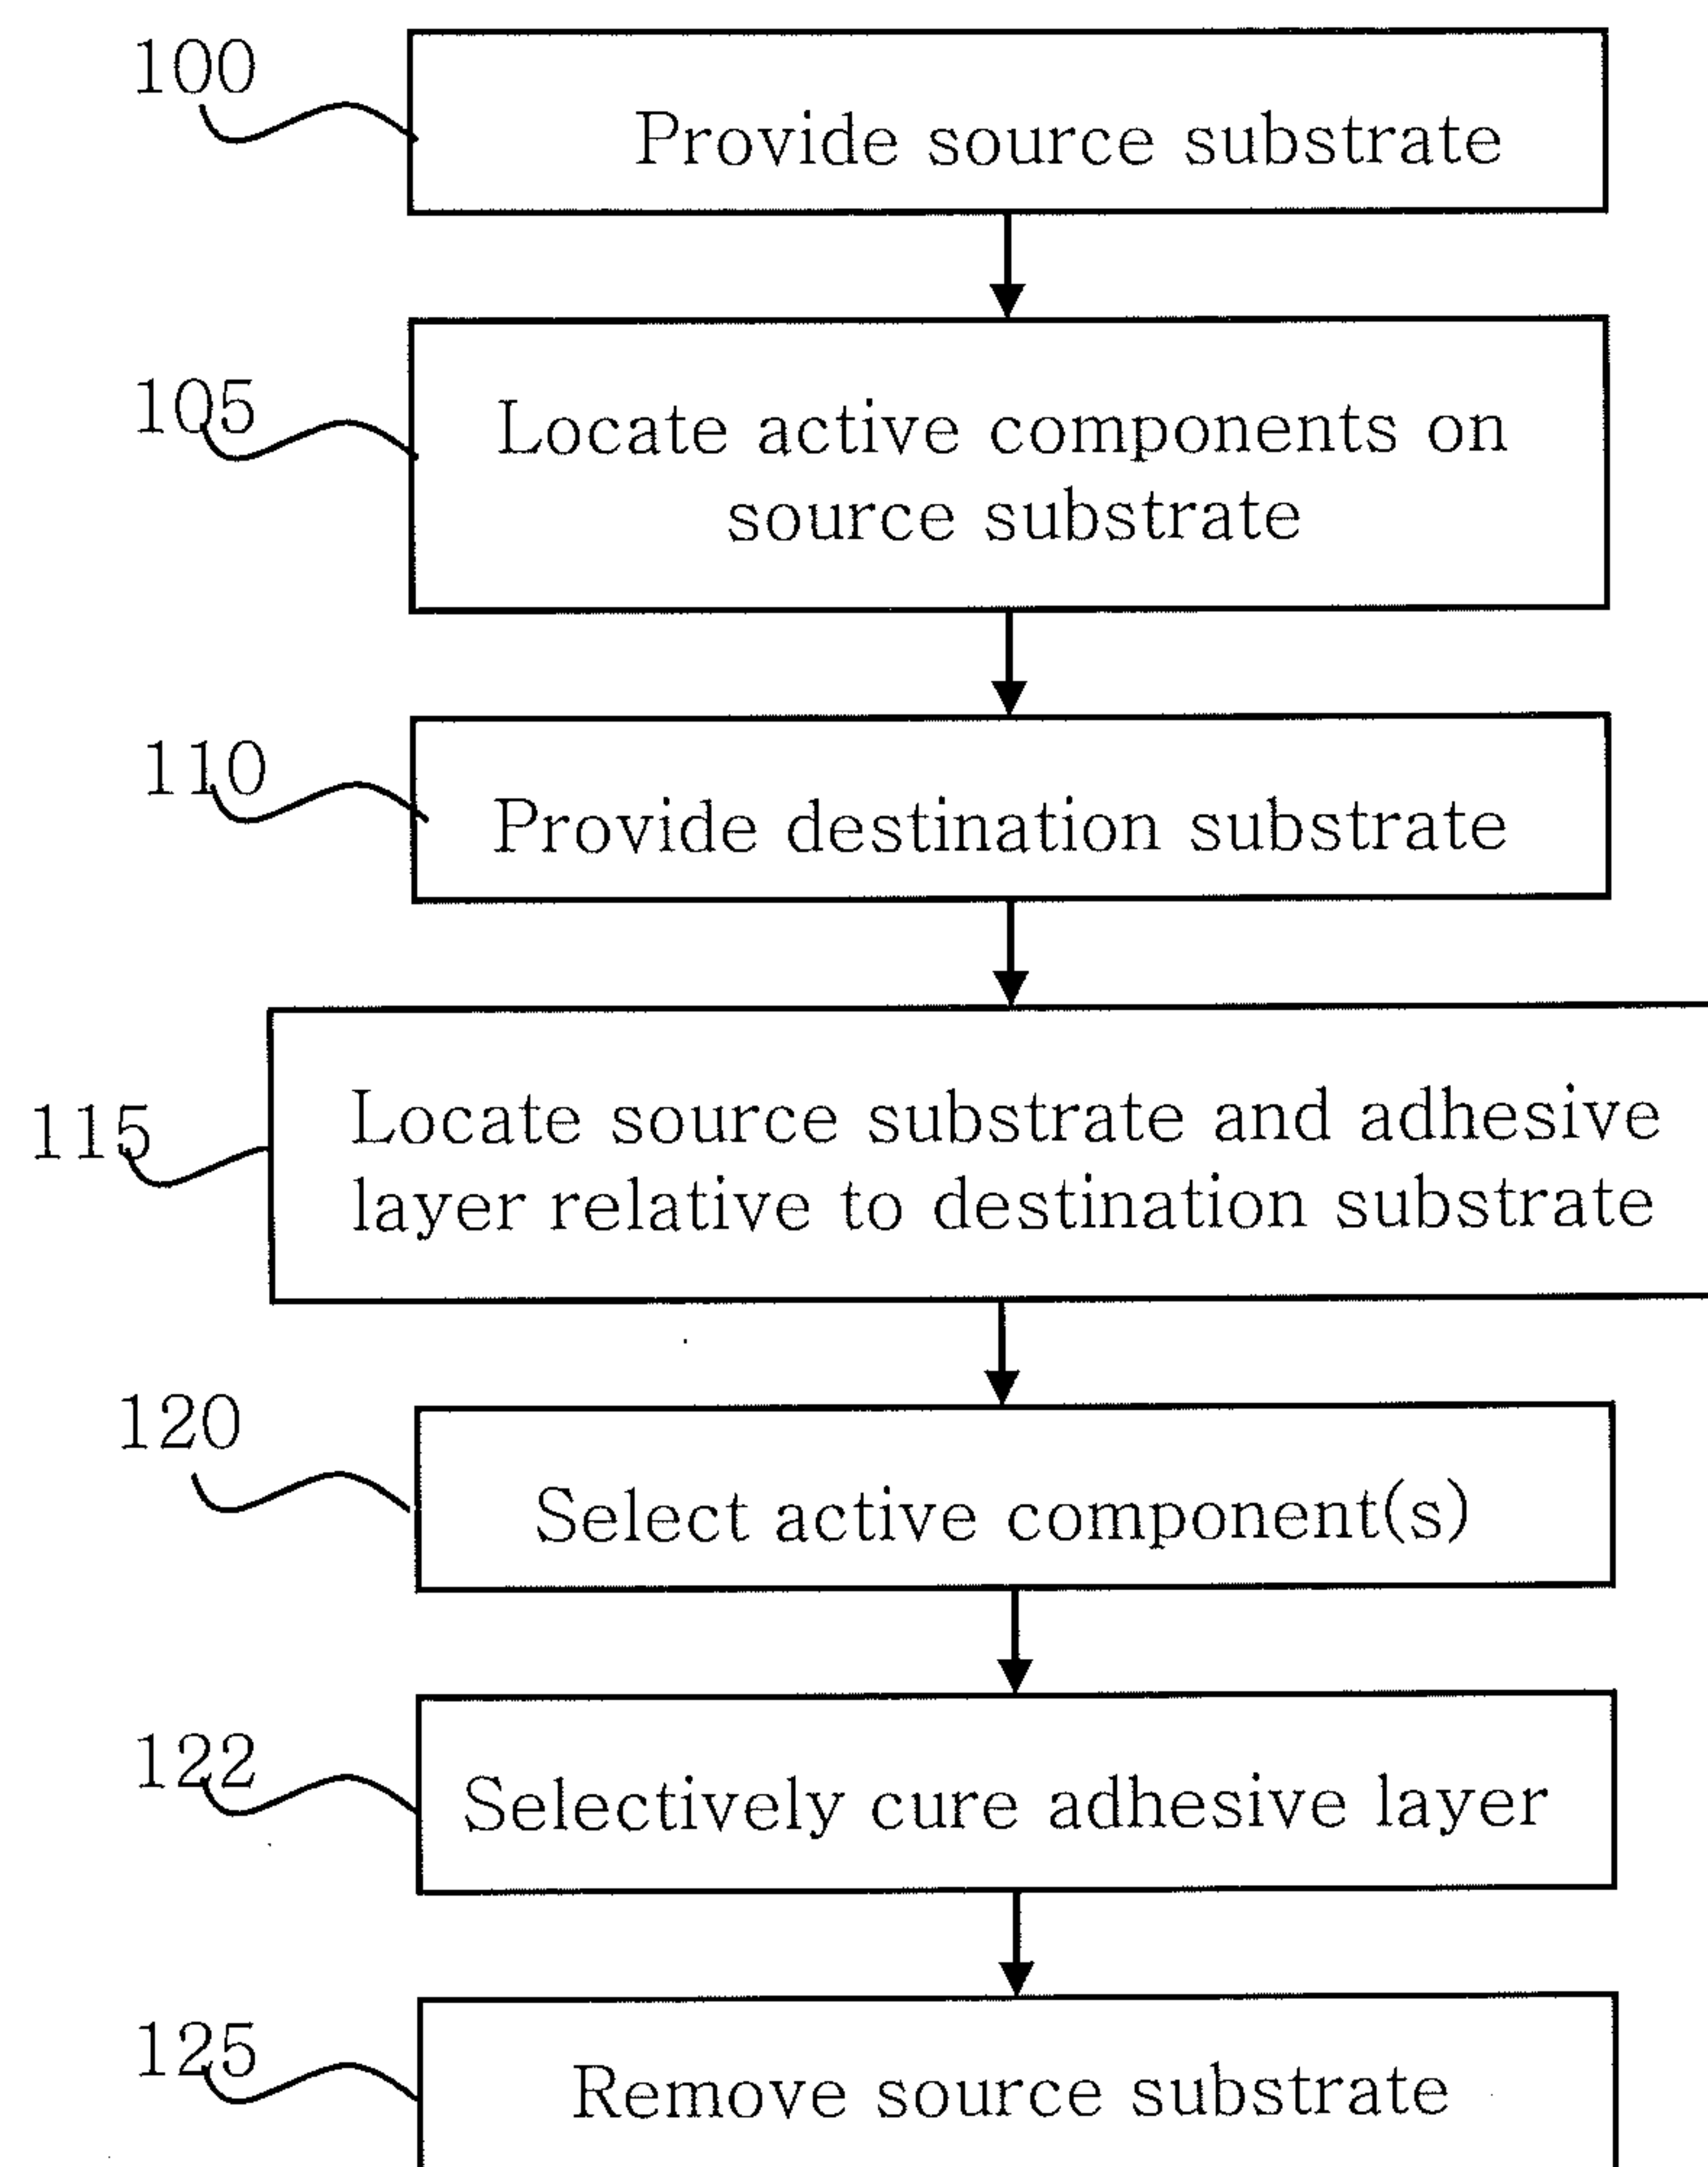 100
Provide source substrate
105
Locate active components on
source substrate
110
Provide destination substrate
115
Locate source substrate and adhesive
layer relative to destination substrate
120
Select active component(s)
122
Selectively cure adhesive layer
125
Remove source substrate